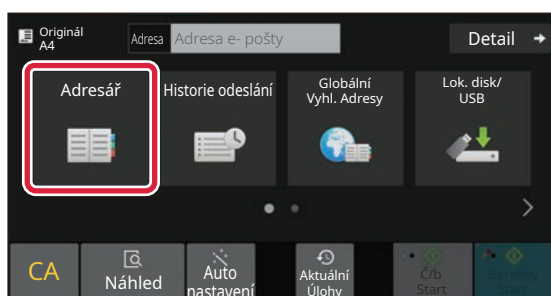 Originál
A4
Adresa
Adresa e- pošty
Detail
Adresář
Historie odeslání
Globální
Vyhl. Adresy
Lok. disk/
USB
CA
Náhled
Auto
nastavení
Aktuální
Úlohy
Č/b
Start
Barevný
Start